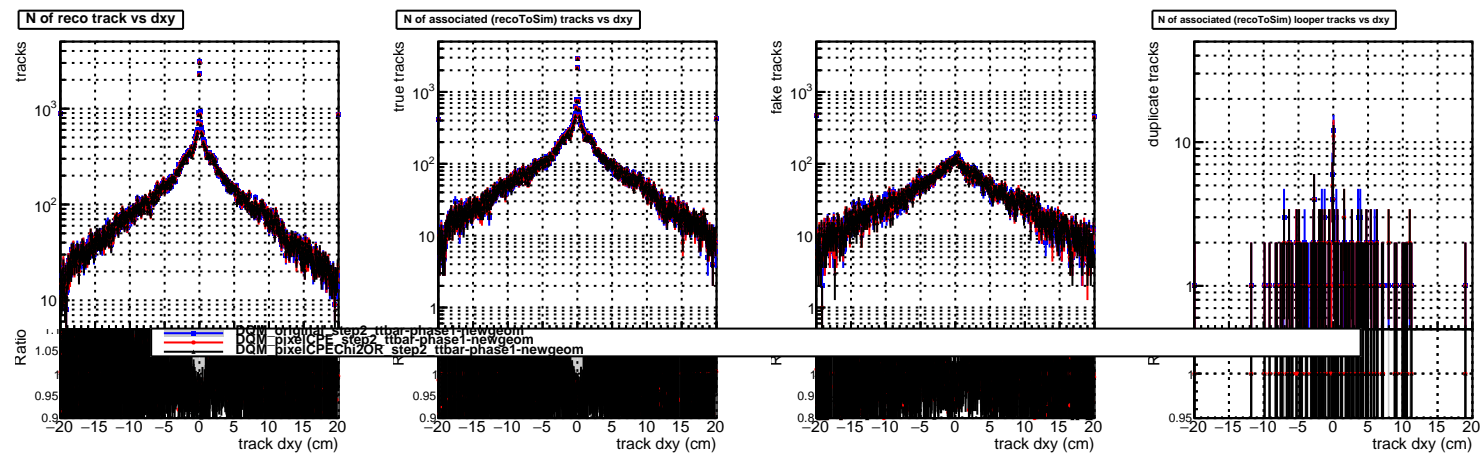 N of reco track vs dxy
tracks
10³
10²
10
Ratio
1.05
1
0.95
0.9
−20 −15 −10 −5 0 5 10 15 20
track dxy (cm)
N of associated (recoToSim) tracks vs dxy
true tracks
10³
10²
10
1
0.95
0.9
−20 −15 −10 −5 0 5 10 15 20
track dxy (cm)
fake tracks
10³
10²
10
1
−20 −15 −10 −5 0 5 10 15 20
track dxy (cm)
N of associated (recoToSim) looper tracks vs dxy
duplicate tracks
10
1
1
0.95
−20 −15 −10 −5 0 5 10 15 20
track dxy (cm)
DQM_original_step2_ttbar-phase1-newgeom
DQM_pixelCPE_step2_ttbar-phase1-newgeom
DQM_pixelCPEChi2OR_step2_ttbar-phase1-newgeom